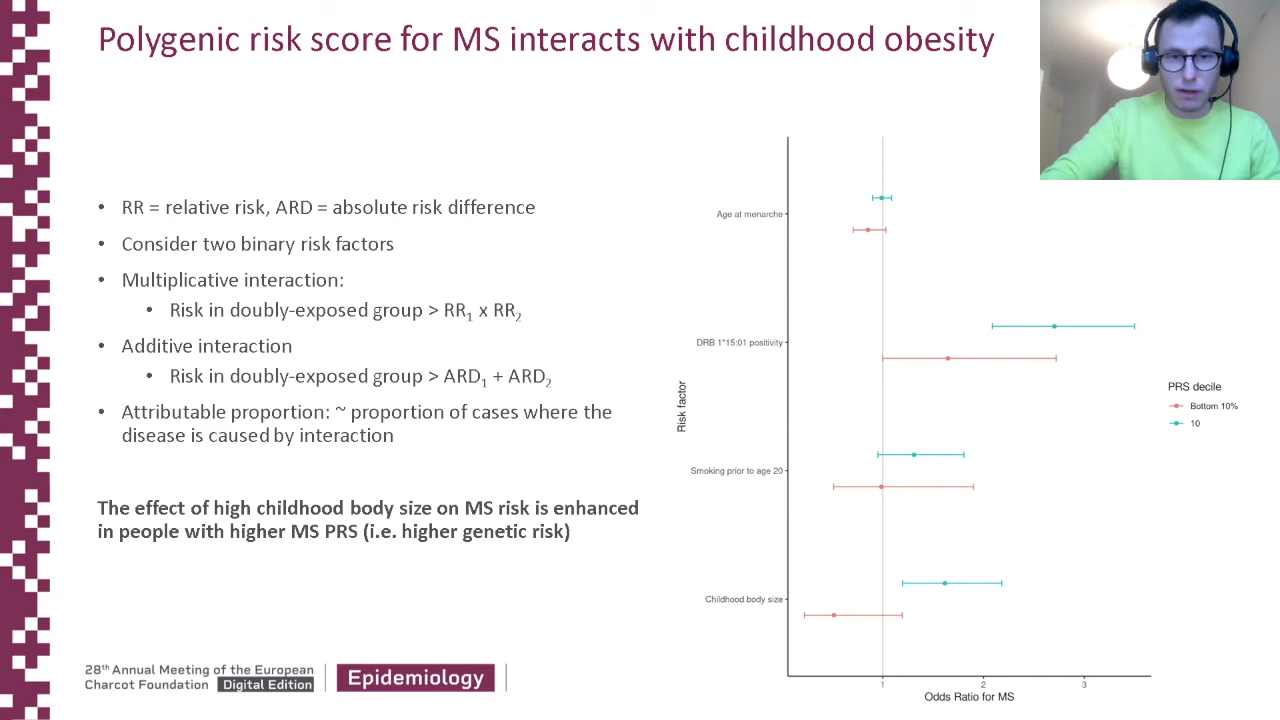 Polygenic risk score for MS interacts with childhood obesity
• RR = relative risk, ARD = absolute risk difference
• Consider two binary risk factors
• Multiplicative interaction:
• Risk in doubly-exposed group > RR₁ x RR₂
• Additive interaction
• Risk in doubly-exposed group > ARD₁ + ARD₂
• Attributable proportion: ~ proportion of cases where the
disease is caused by interaction
The effect of high childhood body size on MS risk is enhanced
in people with higher MS PRS (i.e. higher genetic risk)
Risk factor
Age at menarche
DRB 1*15:01 positivity
Smoking prior to age 20
Childhood body size
1 2 3
Odds Ratio for MS
PRS decile
Bottom 10%
10
28th Annual Meeting of the European
Charcot Foundation Digital Edition
Epidemiology